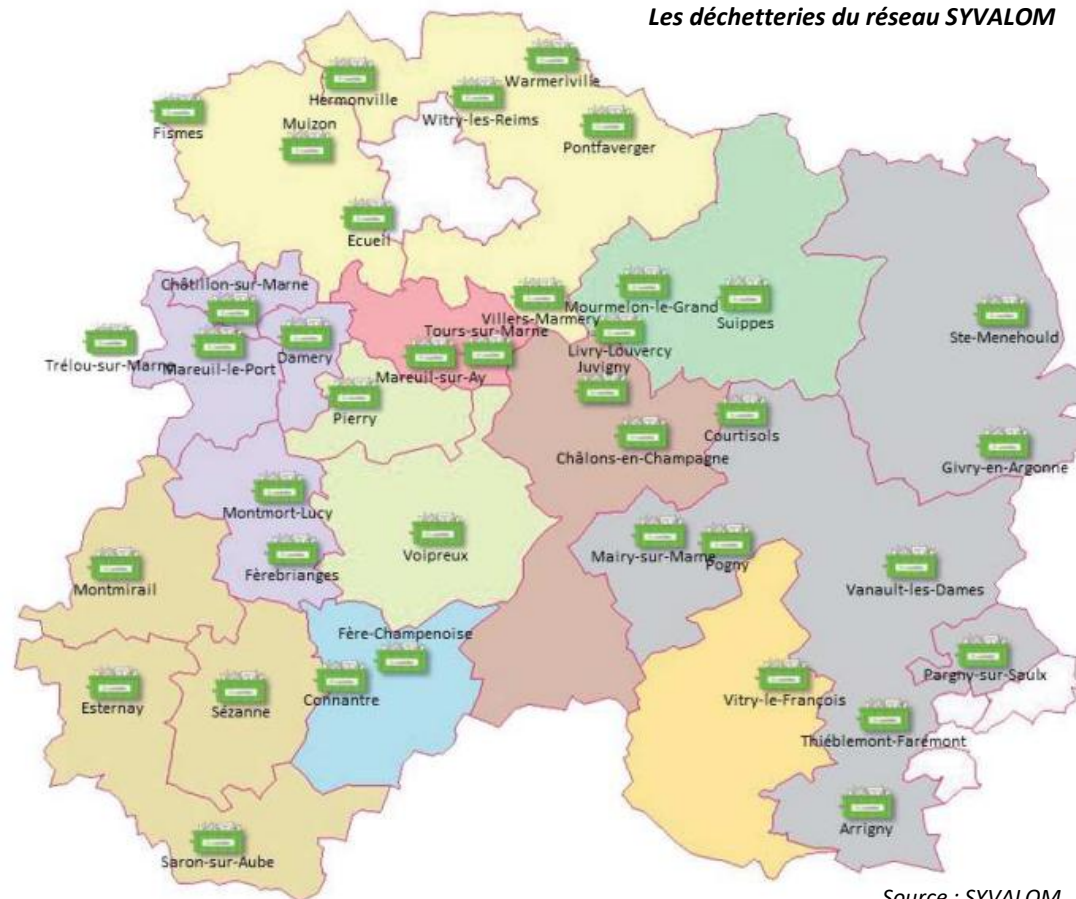 Les déchetteries du réseau SYVALOM
Warmeriville
Hermonville
Witry-les-Reims
Fismes
Muizon
Pontfaverger
Ecueil
Châtillon-sur-Marne
Mourmelon-le-Grand
Villers-Marmery
Suippes
Tours-sur-Marne
Ste-Menehould
Damery
Livry-Louvercy
Trélou-sur-Marne
Mareuil-le-Port
Juvigny
Mareuil-sur-Ay
Pierry
Courtisols
Châlons-en-Champagne
Givry-en-Argonne
Montmort-Lucy
Voipreux
Mairy-sur-Marne
Pogny
Fèrebrianges
Montmirail
Vanault-les-Dames
Fère-Champenoise
Pargny-sur-Saulx
Connantre
Vitry-le-François
Esternay
Sézanne
Thiéblemont-Farémont
Arrigny
Saron-sur-Aube
Source : SYVALOM